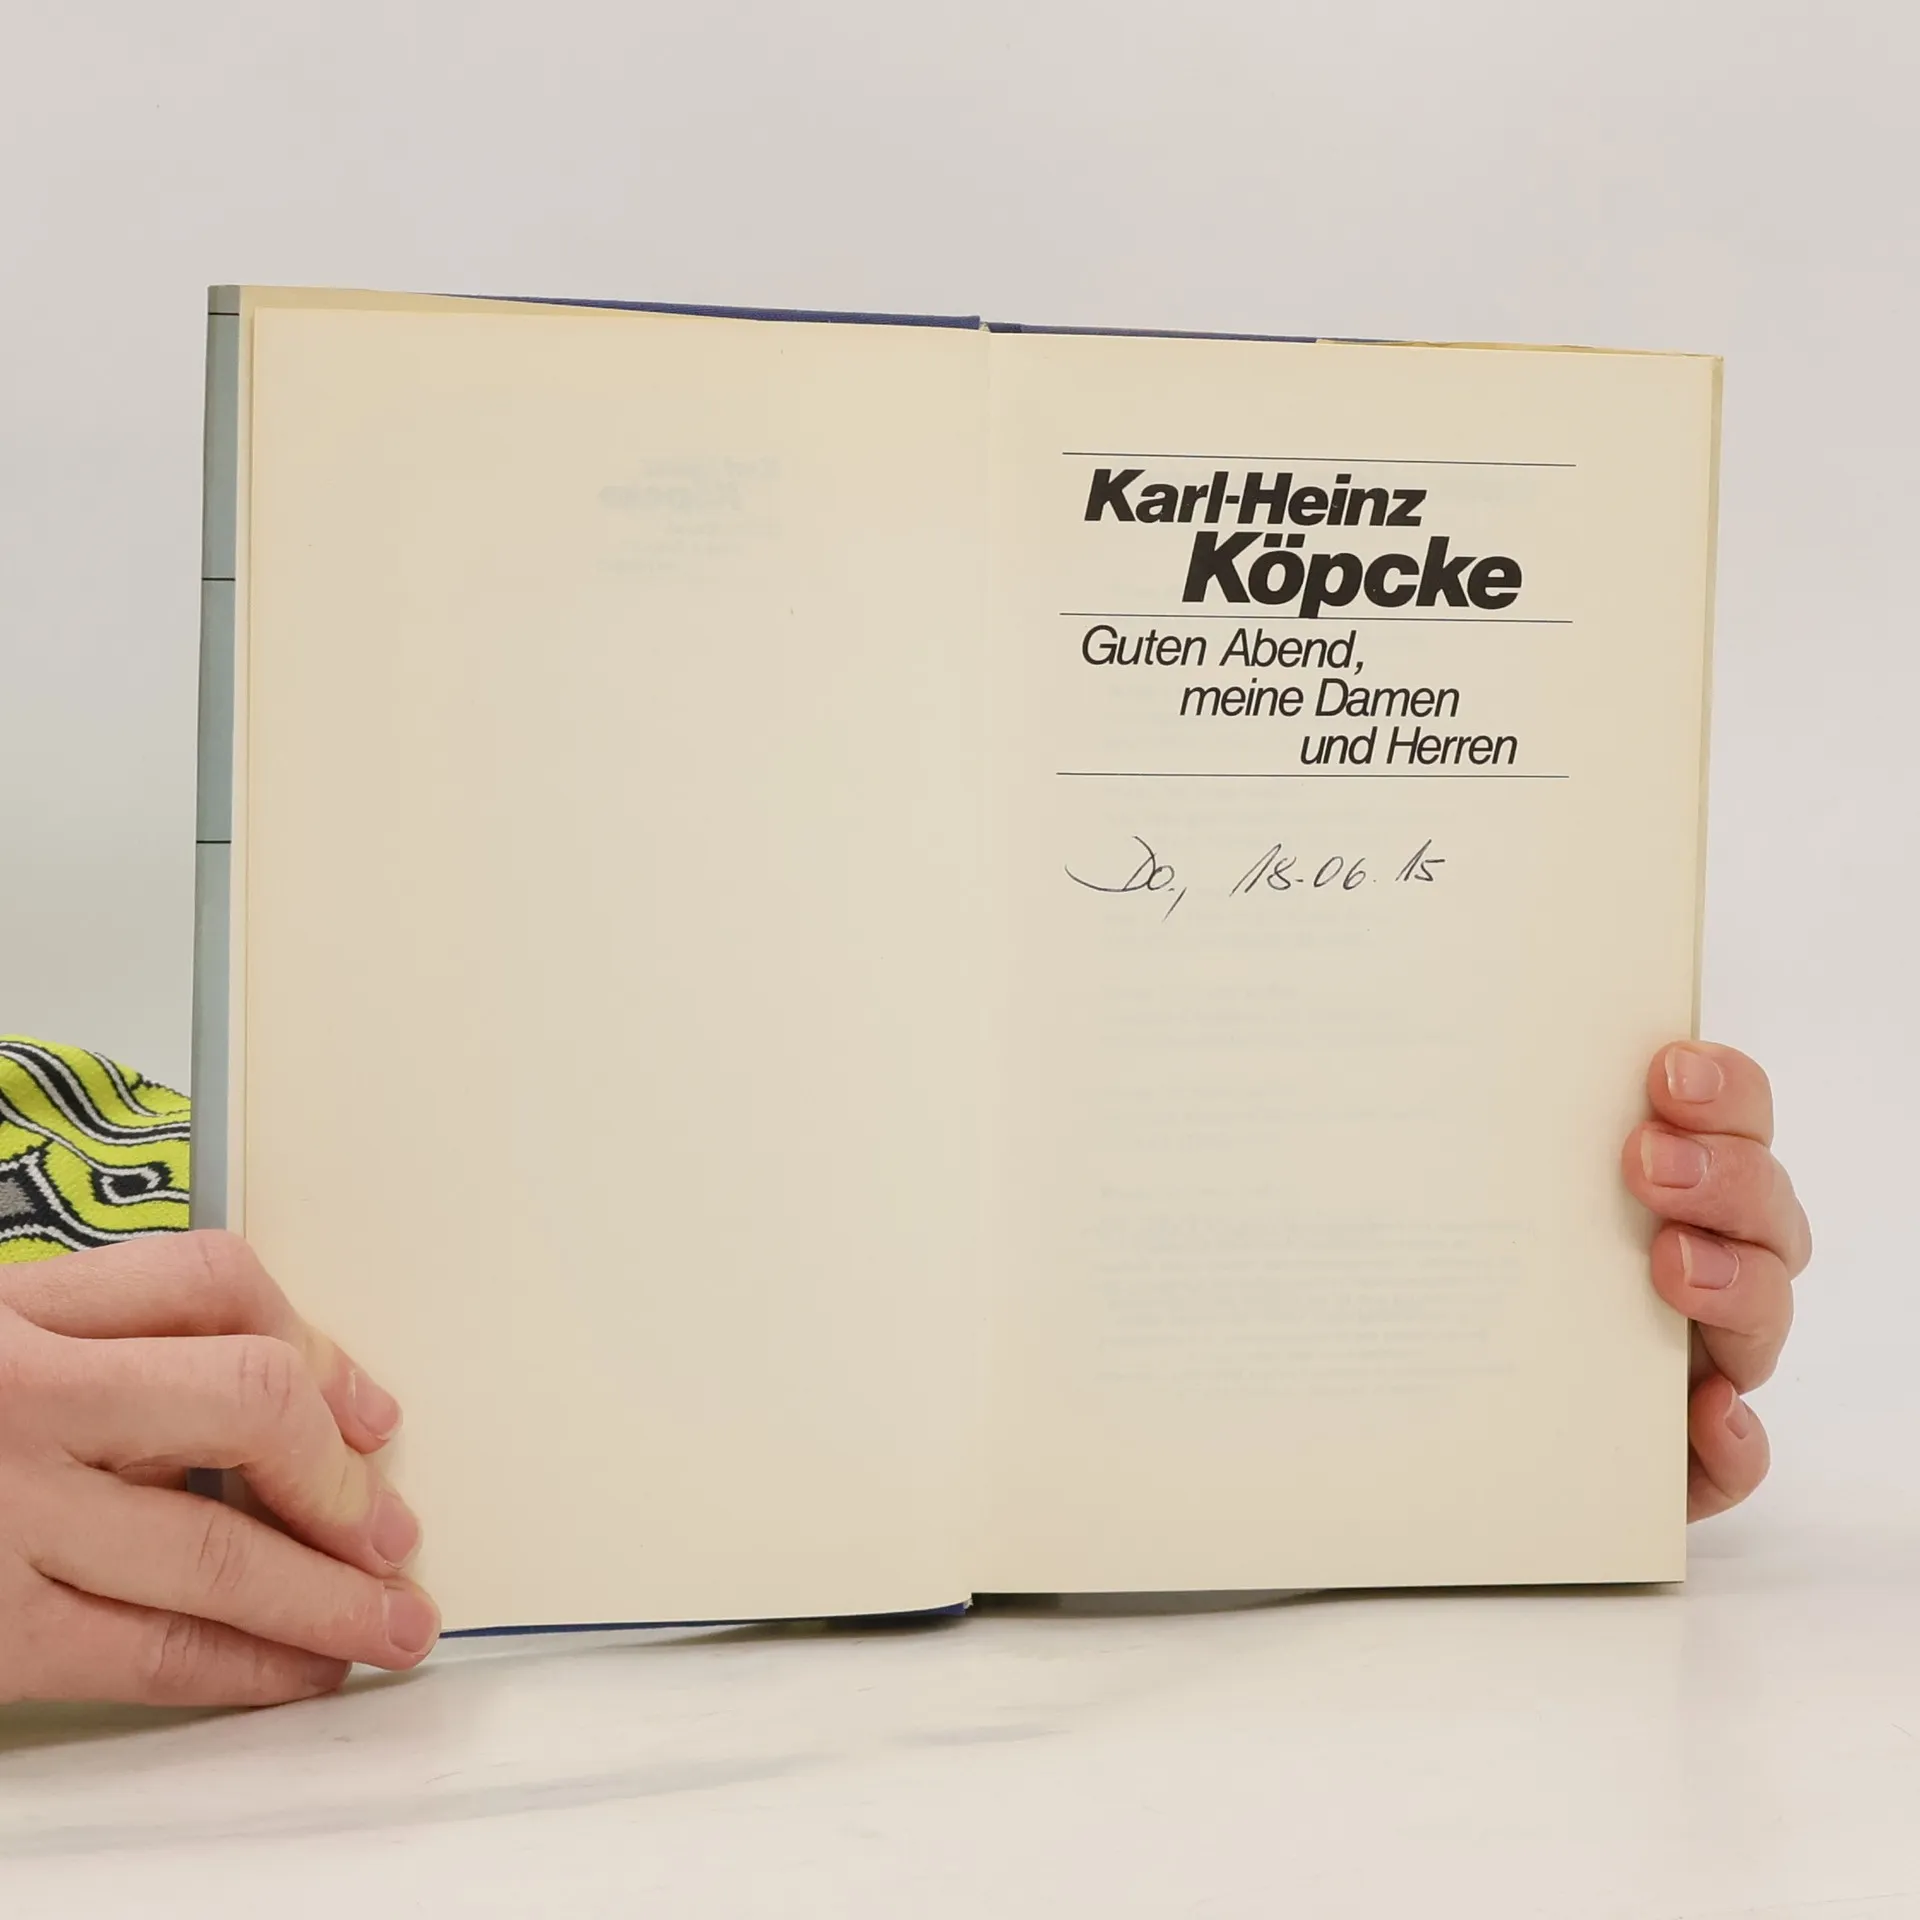 Karl-Heinz
Köpcke
Guten Abend,
meine Damen
und Herren
Do., 18-06.15